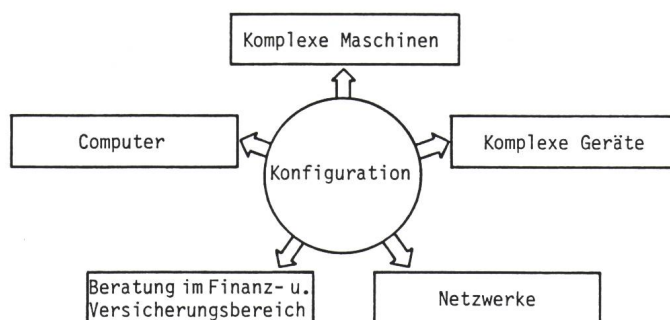 Komplexe Maschinen
Computer
Komplexe Geräte
Konfiguration
Beratung im Finanz- u.
Versicherungsbereich
Netzwerke